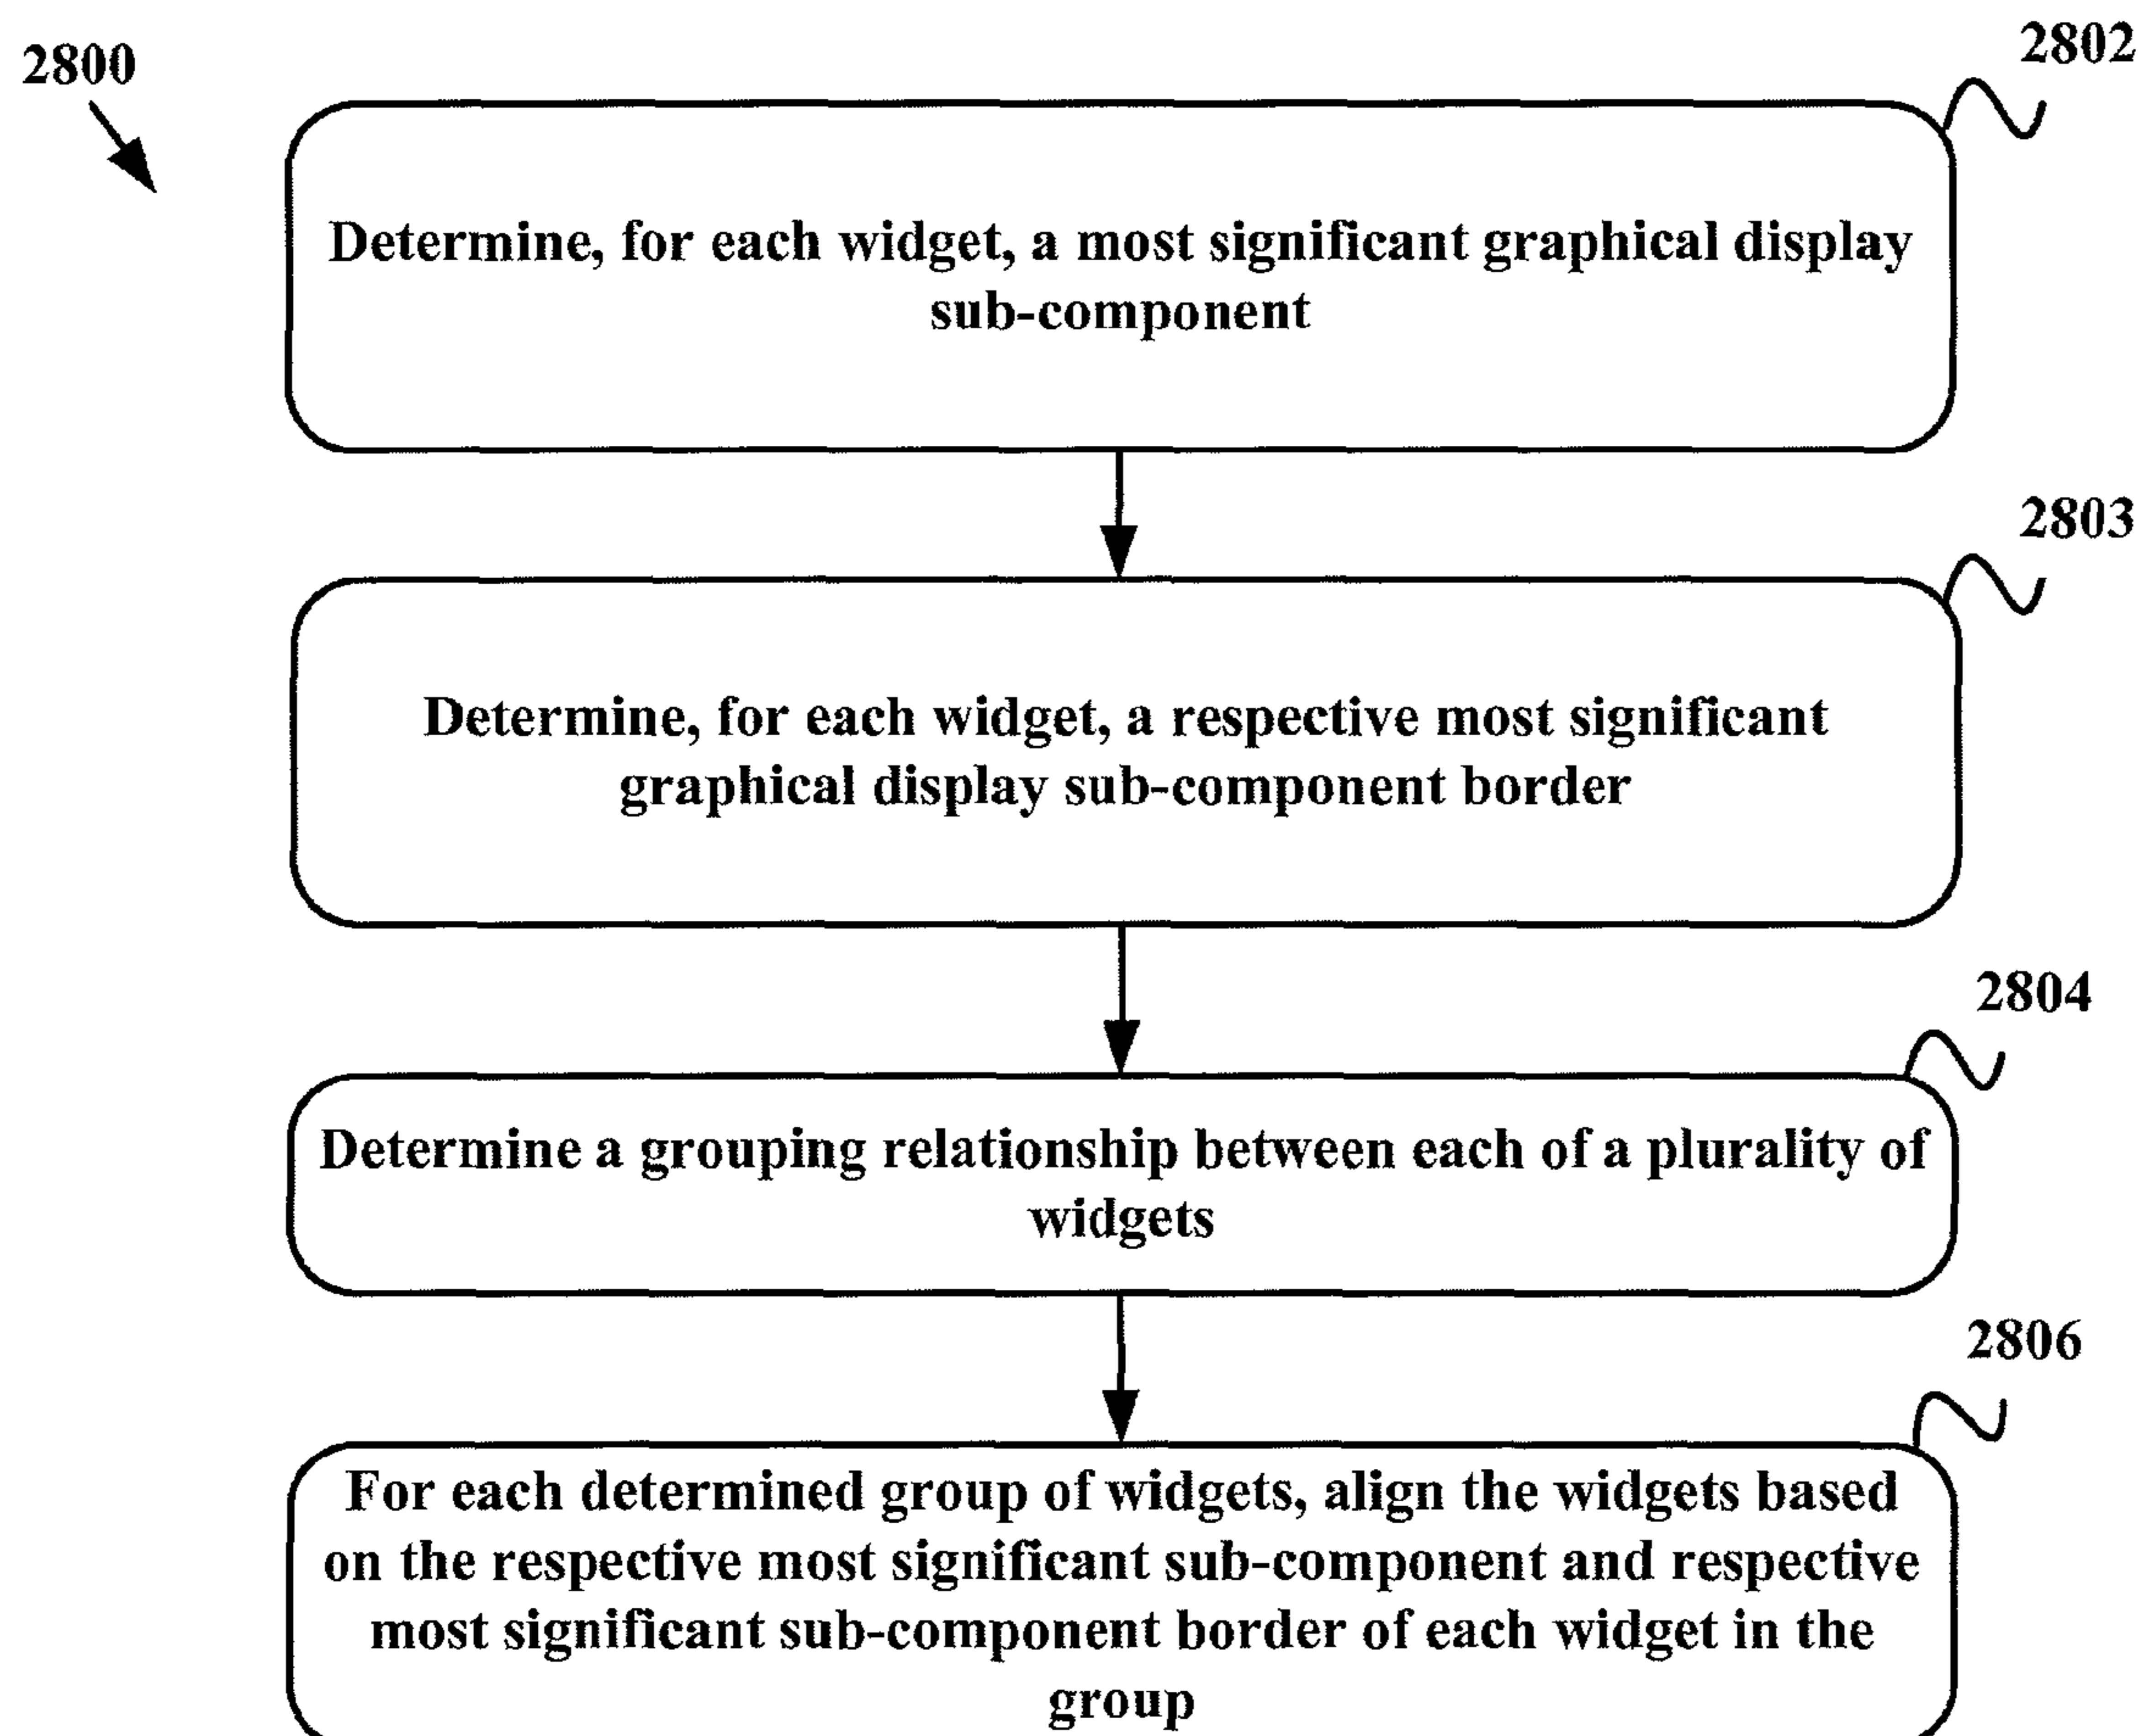 2800
2802
Determine, for each widget, a most significant graphical display
sub-component
2803
Determine, for each widget, a respective most significant
graphical display sub-component border
2804
Determine a grouping relationship between each of a plurality of
widgets
2806
For each determined group of widgets, align the widgets based
on the respective most significant sub-component and respective
most significant sub-component border of each widget in the
group